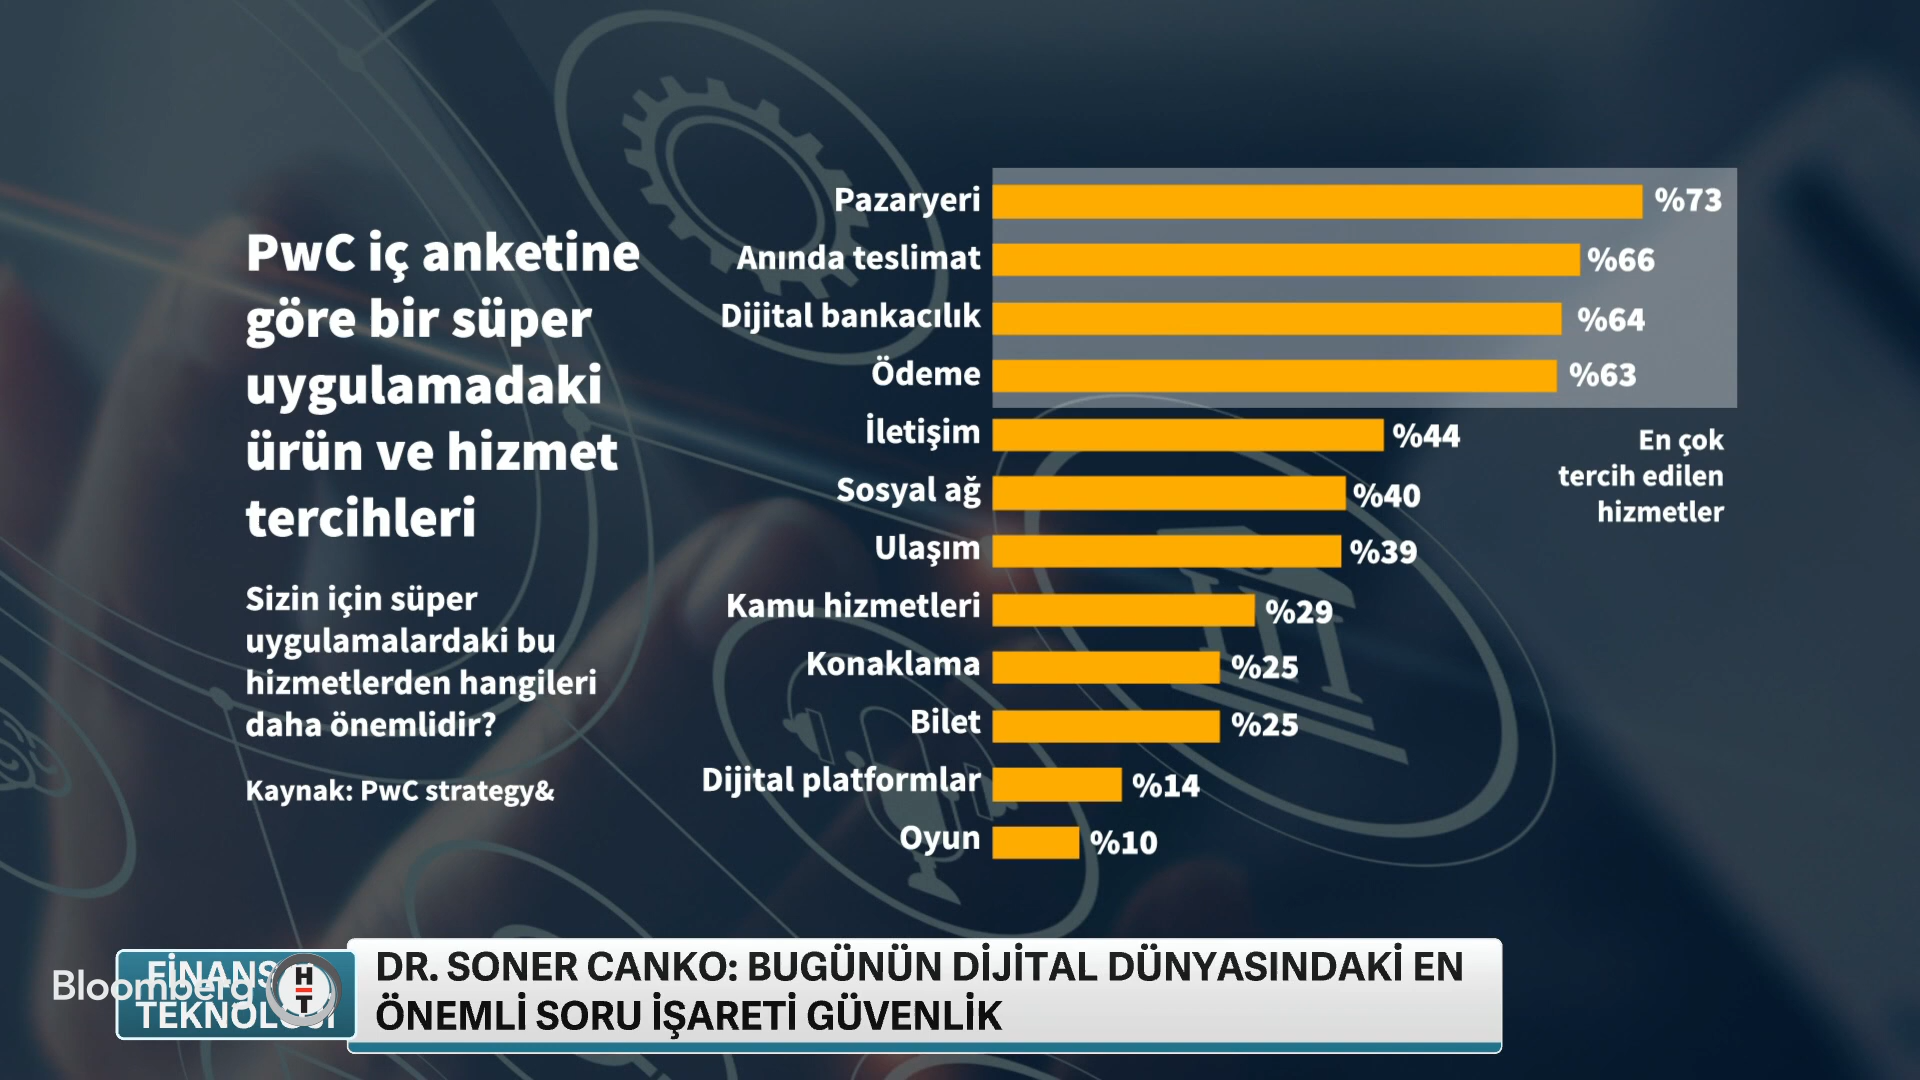 PwC iç anketine
göre bir süper
uygulamadaki
ürün ve hizmet
tercihleri
Sizin için süper
uygulamalardaki bu
hizmetlerden hangileri
daha önemlidir?
Kaynak: PwC strategy&
Pazaryeri %73
Anında teslimat %66
Dijital bankacılık %64
Ödeme %63
İletişim %44
Sosyal ağ %40
Ulaşım %39
Kamu hizmetleri %29
Konaklama %25
Bilet %25
Dijital platformlar %14
Oyun %10
En çok
tercih edilen
hizmetler
FİNANS
Bloomberg HT
TEKNOLOJİ
DR. SONER CANKO: BUGÜNÜN DİJİTAL DÜNYASINDAKİ EN
ÖNEMLİ SORU İŞARETİ GÜVENLİK